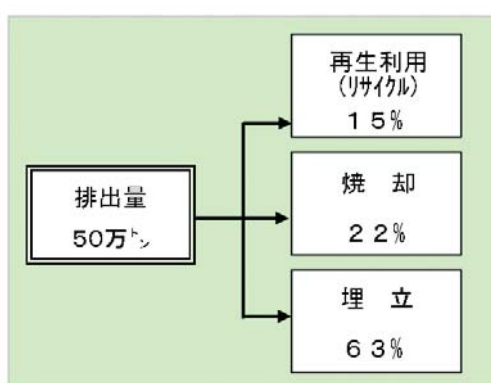 再生利用
(ﾘｻｲｸﾙ)
１５％
排出量
50万㌧
焼　却
２２％
埋　立
６３％